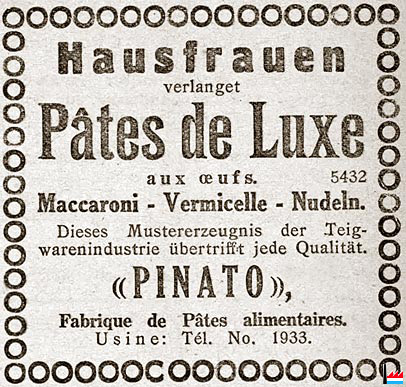 Hausfrauen
verlanget
Pâtes de Luxe
aux œufs. 5432
Maccaroni - Vermicelle - Nudeln.
Dieses Mustererzeugnis der Teig-
warenindustrie übertrifft jede Qualität.
«PINATO»,
Fabrique de Pâtes alimentaires.
Usine: Tél. No. 1933.